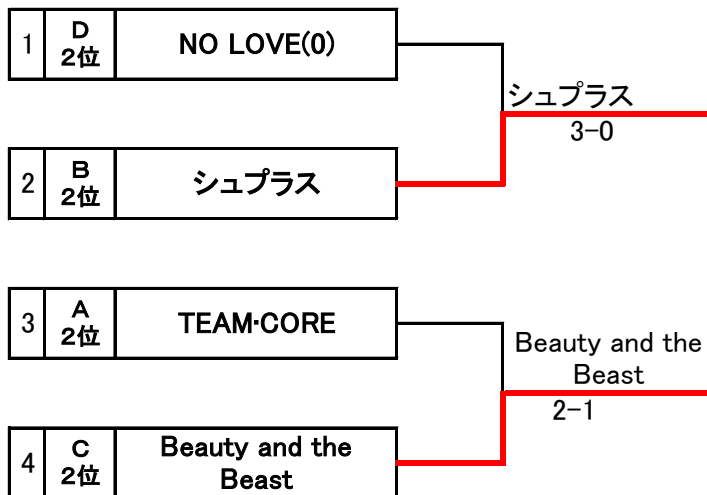 1
D
2位
NO LOVE(0)
シュプラス
3-0
2
B
2位
シュプラス
3
A
2位
TEAM・CORE
Beauty and the
Beast
2-1
4
C
2位
Beauty and the
Beast